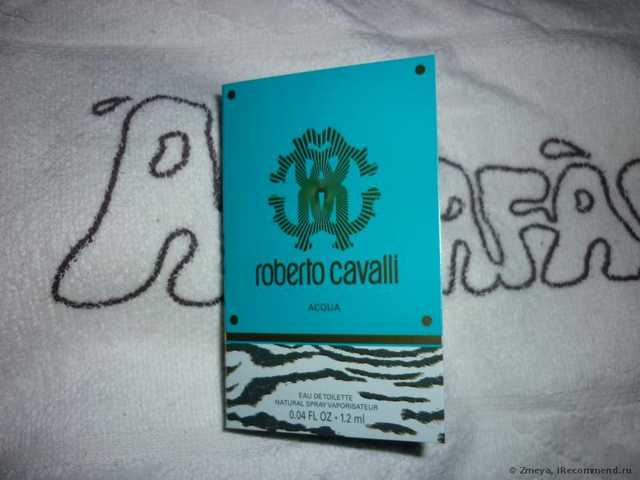 roberto cavalli
ACQUA
EAU DE TOILETTE
NATURAL SPRAY VAPORISATEUR
0.04 FL OZ • 1.2 ml
© Zmeya, iRecommend.ru